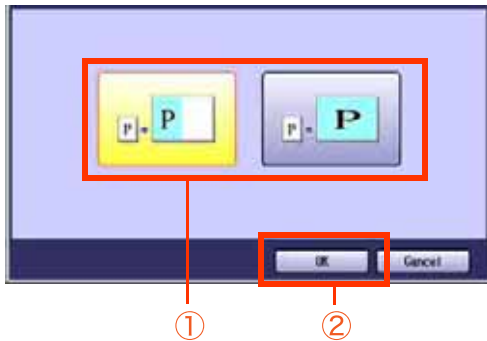 P = P P = P
OK Cancel
① ②